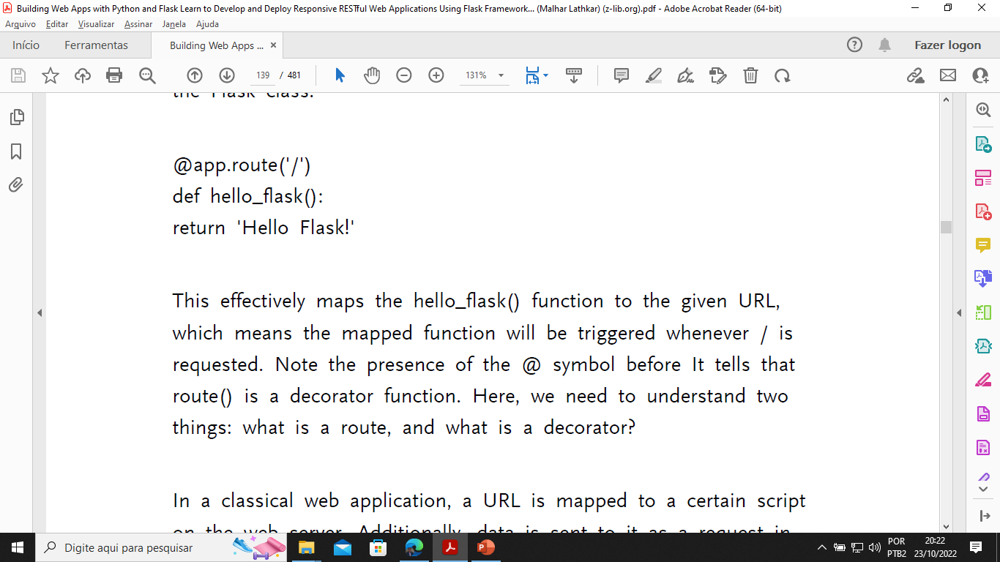 Building Web Apps with Python and Flask Learn to Develop and Deploy Responsive RESTful Web Applications Using Flask Framework... (Malhar Lathkar) (z-lib.org).pdf - Adobe Acrobat Reader (64-bit)
Arquivo Editar Visualizar Assinar Janela Ajuda
Início Ferramentas Building Web Apps ... × Fazer logon
139 / 481 131%
the Flask class.
@app.route('/')
def hello_flask():
return 'Hello Flask!'
This effectively maps the hello_flask() function to the given URL,
which means the mapped function will be triggered whenever / is
requested. Note the presence of the @ symbol before It tells that
route() is a decorator function. Here, we need to understand two
things: what is a route, and what is a decorator?
In a classical web application, a URL is mapped to a certain script
on the web server. Additionally, data is sent to it as a request in
Digite aqui para pesquisar
POR 20:22
PTB2 23/10/2022